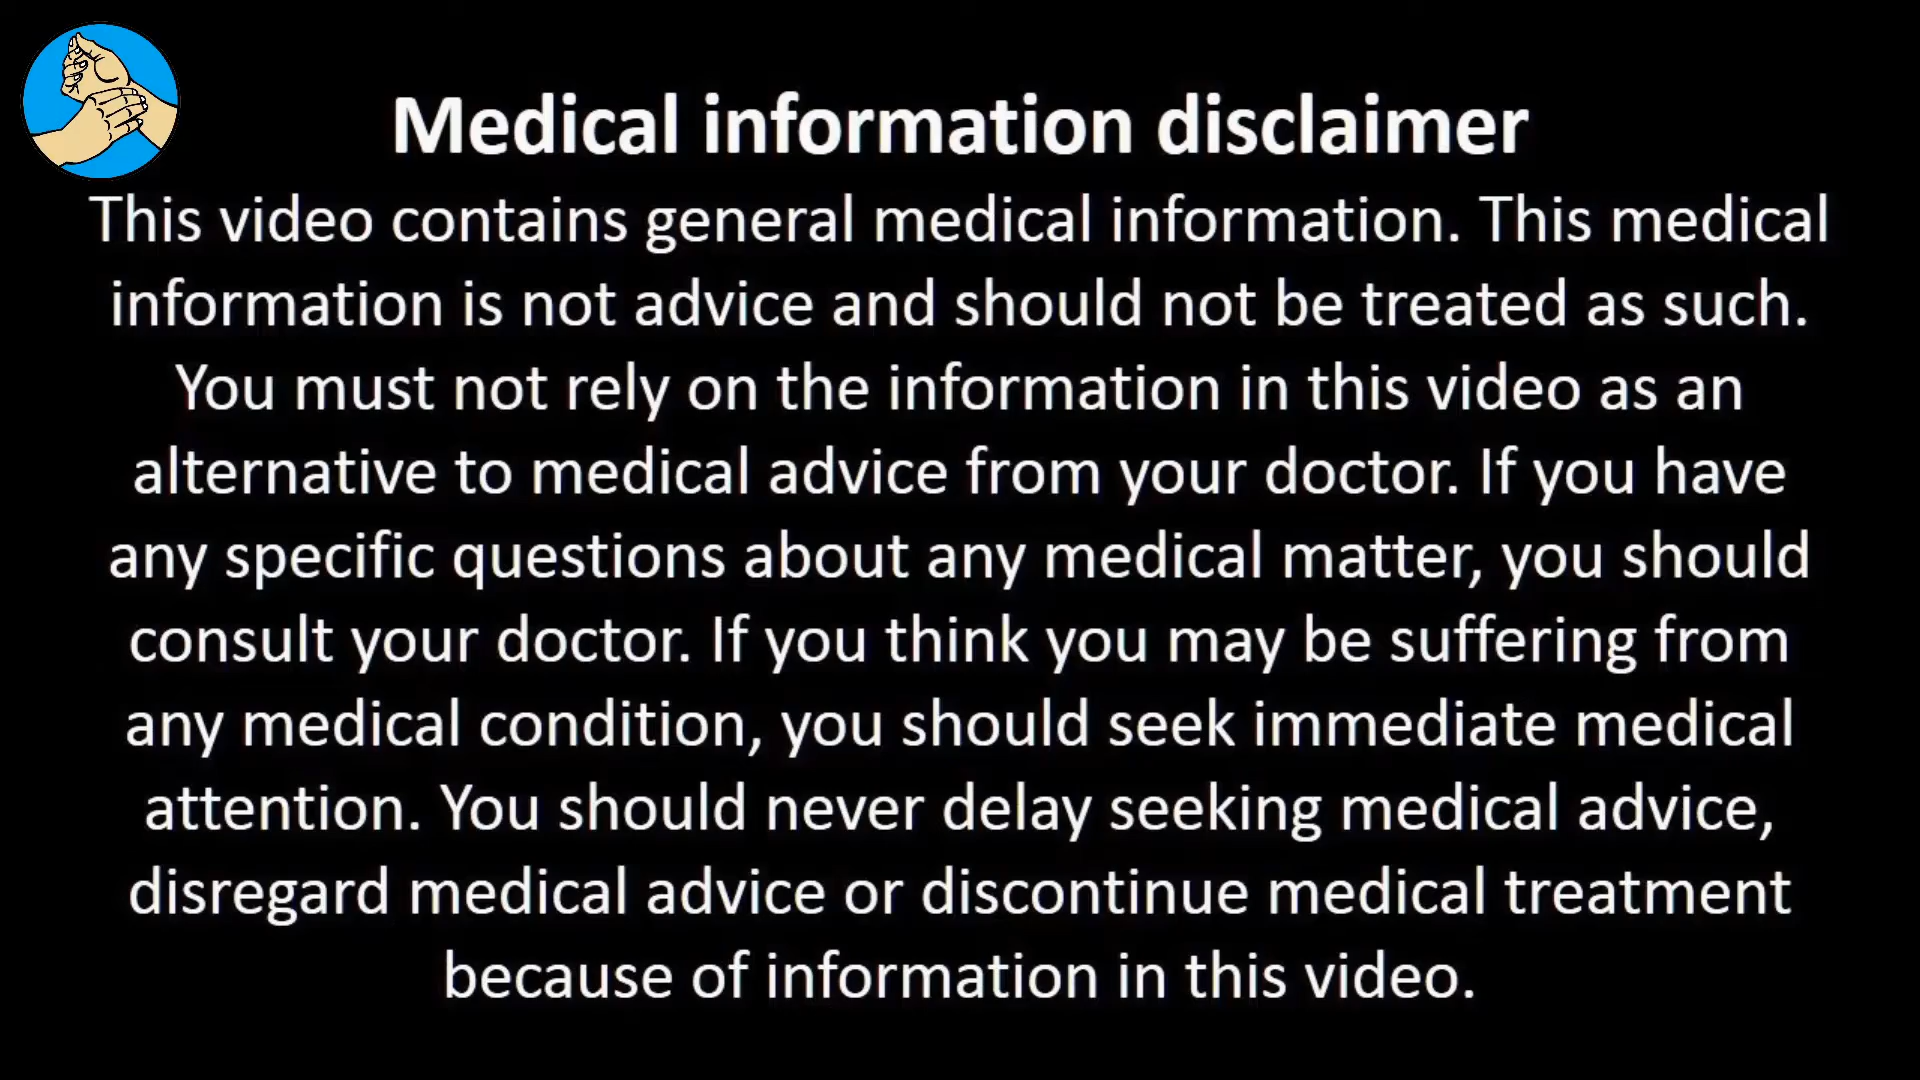 Medical information disclaimer
This video contains general medical information. This medical
information is not advice and should not be treated as such.
You must not rely on the information in this video as an
alternative to medical advice from your doctor. If you have
any specific questions about any medical matter, you should
consult your doctor. If you think you may be suffering from
any medical condition, you should seek immediate medical
attention. You should never delay seeking medical advice,
disregard medical advice or discontinue medical treatment
because of information in this video.